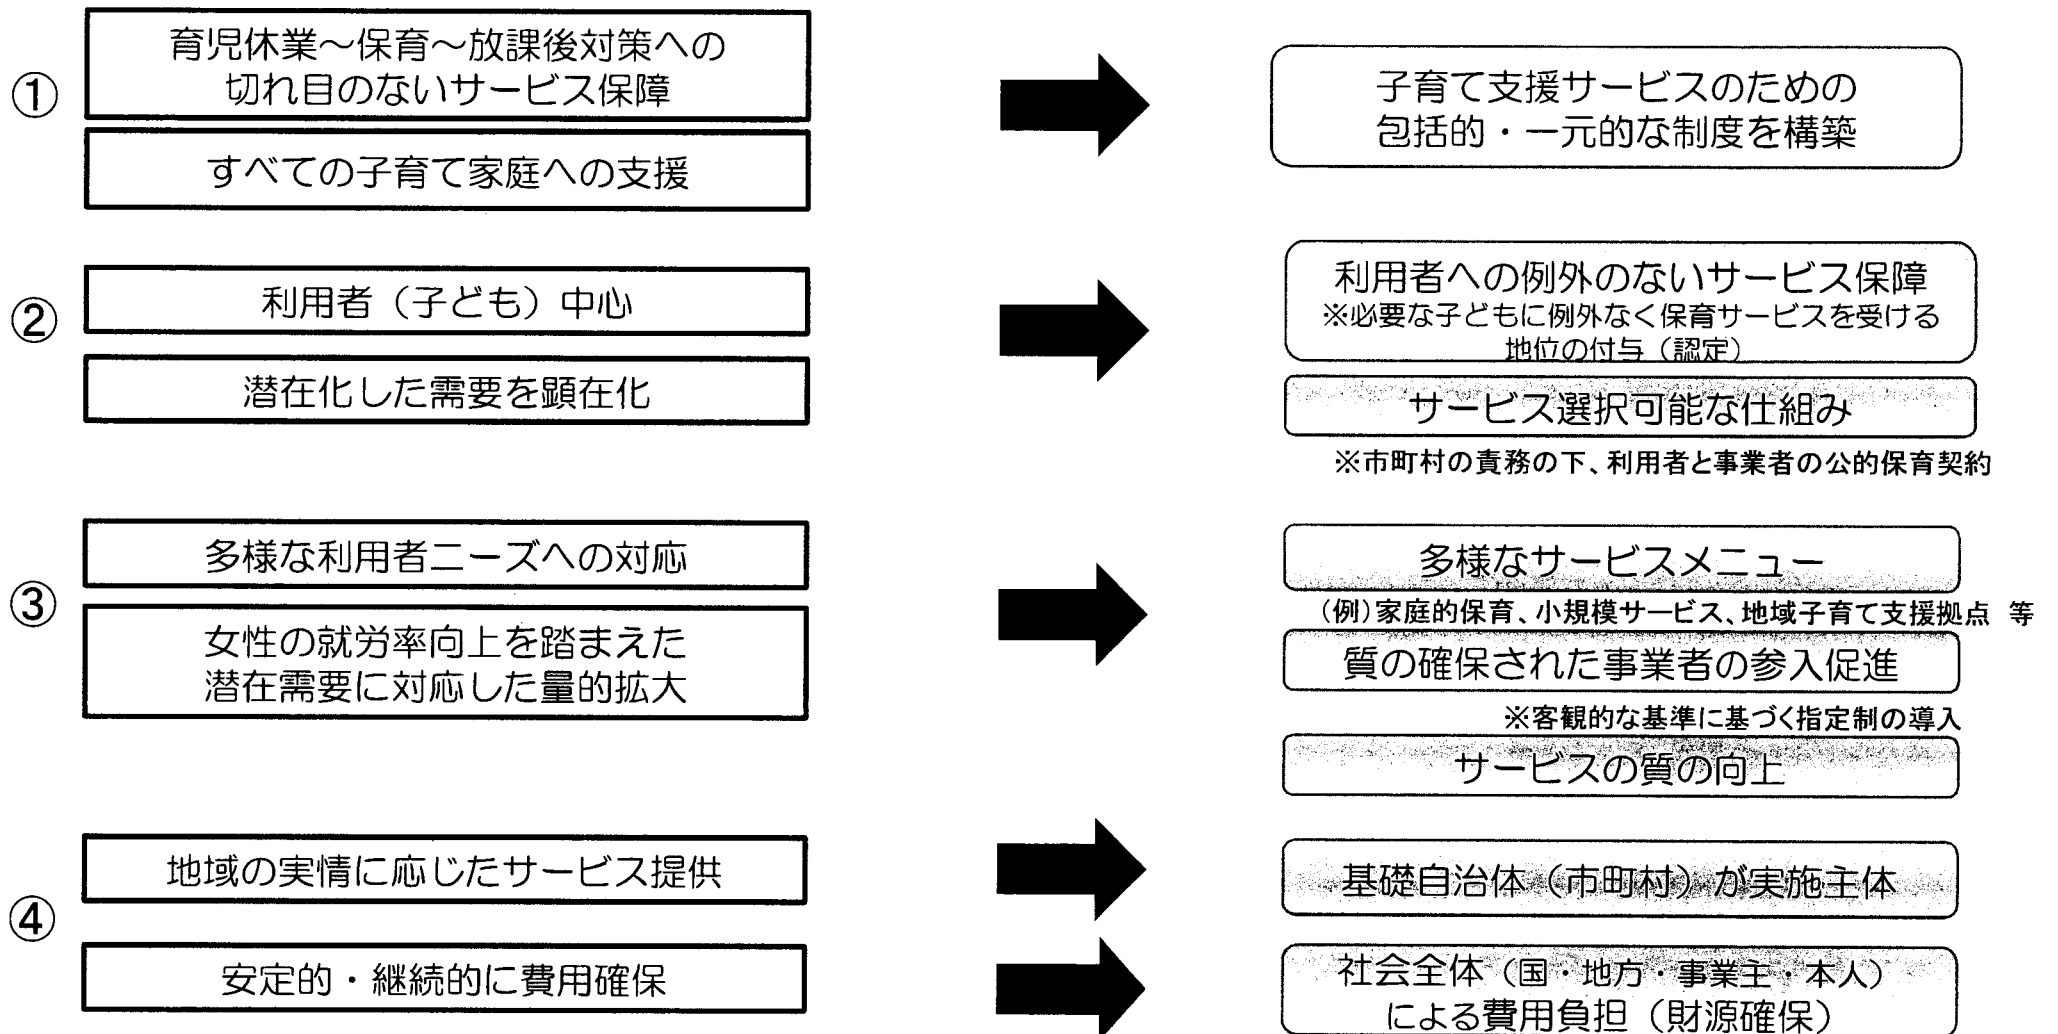 ①
育児休業～保育～放課後対策への
切れ目のないサービス保障
すべての子育て家庭への支援
子育て支援サービスのための
包括的・一元的な制度を構築
②
利用者（子ども）中心
潜在化した需要を顕在化
利用者への例外のないサービス保障
※必要な子どもに例外なく保育サービスを受ける
地位の付与（認定）
サービス選択可能な仕組み
※市町村の責務の下、利用者と事業者の公的保育契約
③
多様な利用者ニーズへの対応
女性の就労率向上を踏まえた
潜在需要に対応した量的拡大
多様なサービスメニュー
（例）家庭的保育、小規模サービス、地域子育て支援拠点 等
質の確保された事業者の参入促進
※客観的な基準に基づく指定制の導入
サービスの質の向上
④
地域の実情に応じたサービス提供
基礎自治体（市町村）が実施主体
安定的・継続的に費用確保
社会全体（国・地方・事業主・本人）
による費用負担（財源確保）